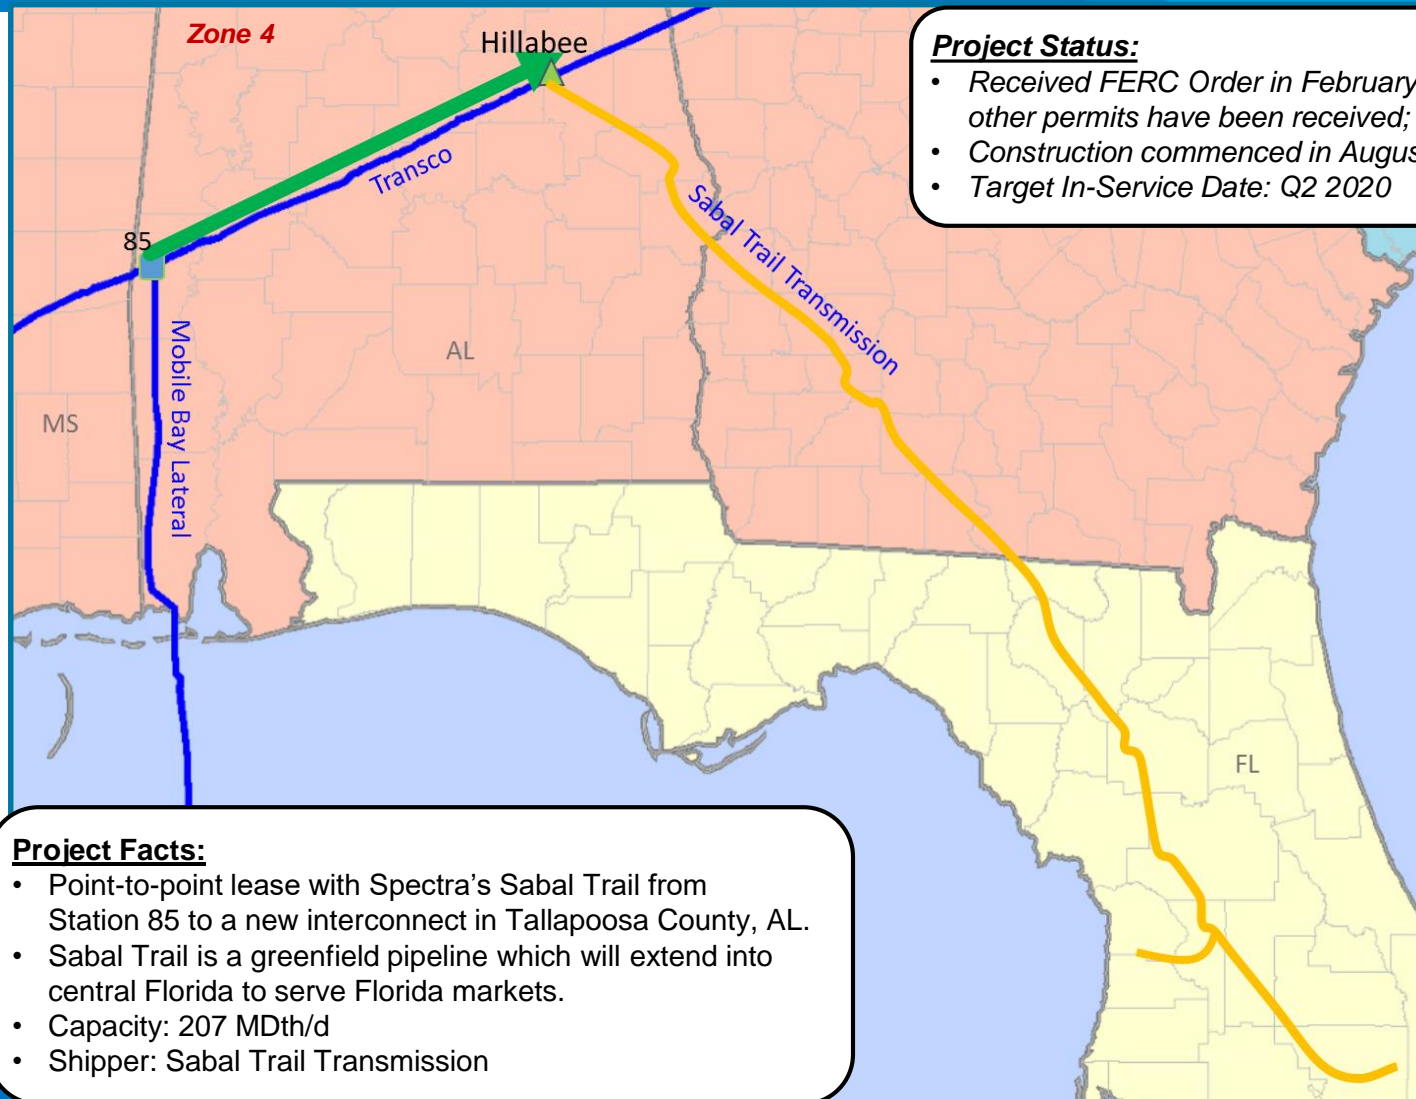 Zone 4
Hillabee
Project Status:
• Received FERC Order in February
other permits have been received;
• Construction commenced in
• Target In-Service Date: Q2 2020
Transco
85
Sabal Trail Transmission
Mobile Bay Lateral
AL
MS
FL
Project Facts:
• Point-to-point lease with Spectra’s Sabal Trail from
Station 85 to a new interconnect in Tallapoosa County, AL.
• Sabal Trail is a greenfield pipeline which will extend into
central Florida to serve Florida markets.
• Capacity: 207 MDth/d
• Shipper: Sabal Trail Transmission